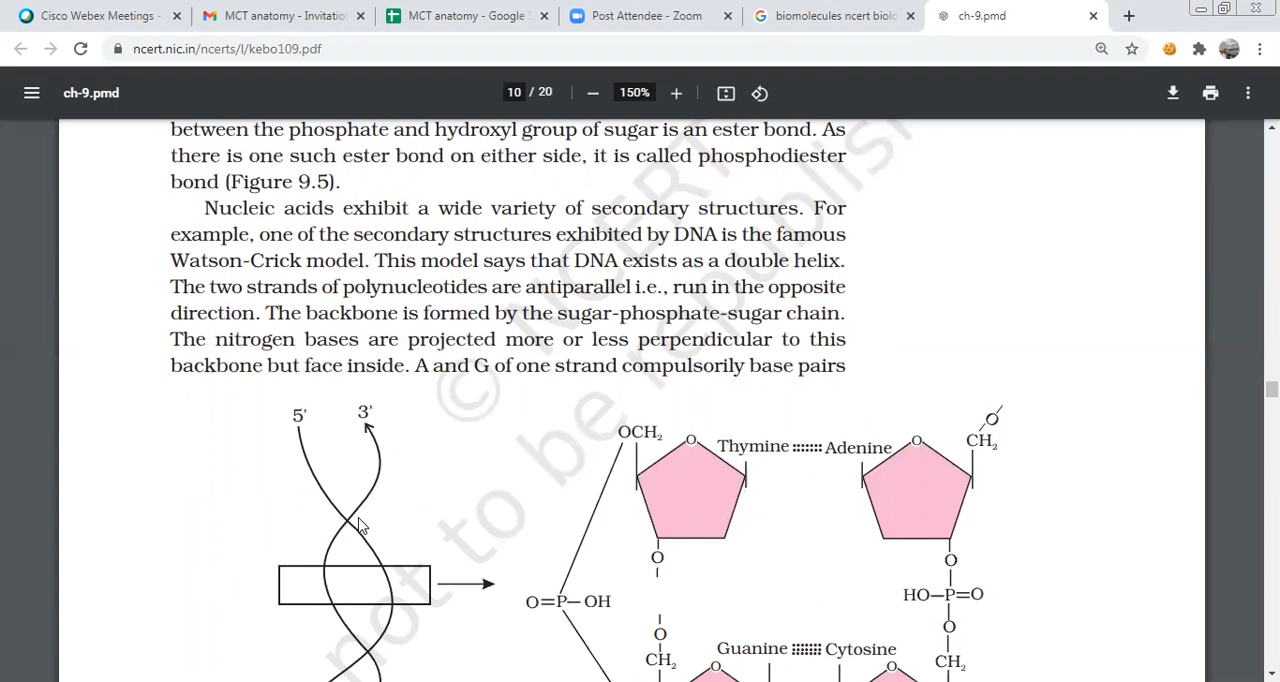 Cisco Webex Meetings -
MCT anatomy - Invitatio
MCT anatomy - Google
Post Attendee - Zoom
biomolecules ncert biolo
ch-9.pmd
ncert.nic.in/ncerts/l/kebo109.pdf
ch-9.pmd
10 / 20
150%
between the phosphate and hydroxyl group of sugar is an ester bond. As
there is one such ester bond on either side, it is called phosphodiester
bond (Figure 9.5).
Nucleic acids exhibit a wide variety of secondary structures. For
example, one of the secondary structures exhibited by DNA is the famous
Watson-Crick model. This model says that DNA exists as a double helix.
The two strands of polynucleotides are antiparallel i.e., run in the opposite
direction. The backbone is formed by the sugar-phosphate-sugar chain.
The nitrogen bases are projected more or less perpendicular to this
backbone but face inside. A and G of one strand compulsorily base pairs
© NCERT
not to be republish
5' 3'
OCH₂ O Thymine Adenine O CH₂ O
O O
O=P–OH HO–P=O
O O
Guanine Cytosine
CH₂ O O CH₂